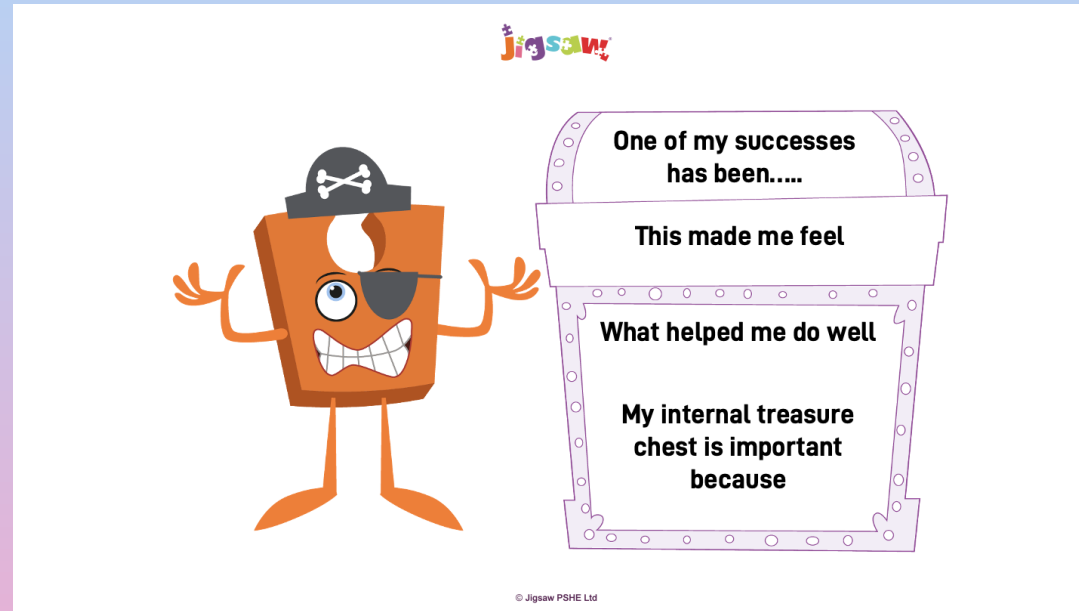 jigsaw
One of my successes
has been.....
This made me feel
What helped me do well
My internal treasure
chest is important
because
© Jigsaw PSHE Ltd